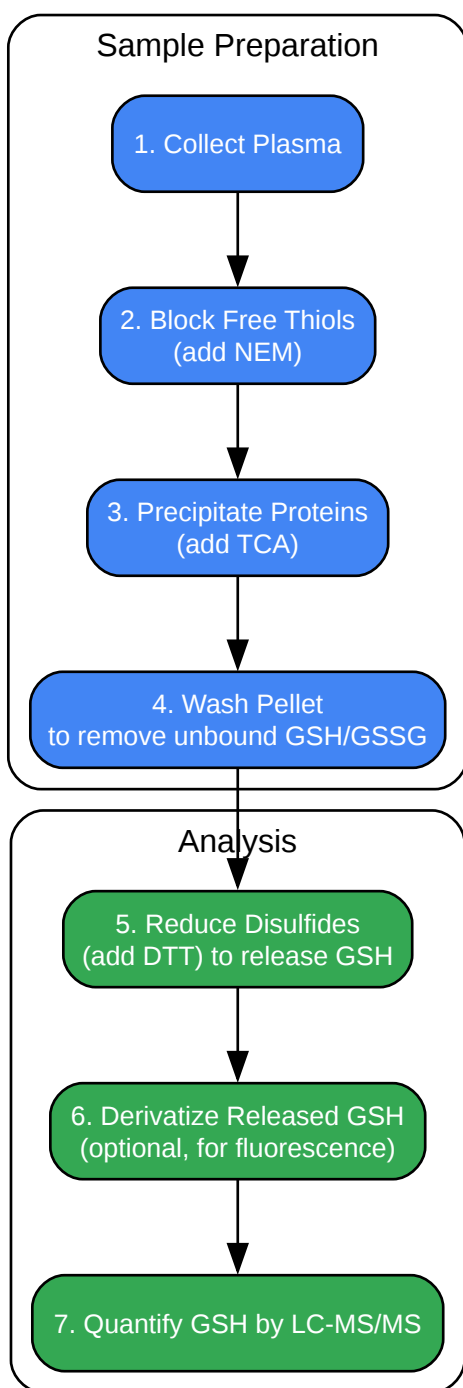 Sample Preparation
1. Collect Plasma
2. Block Free Thiols
(add NEM)
3. Precipitate Proteins
(add TCA)
4. Wash Pellet
to remove unbound GSH/GSSG
Analysis
5. Reduce Disulfides
(add DTT) to release GSH
6. Derivatize Released GSH
(optional, for fluorescence)
7. Quantify GSH by LC-MS/MS